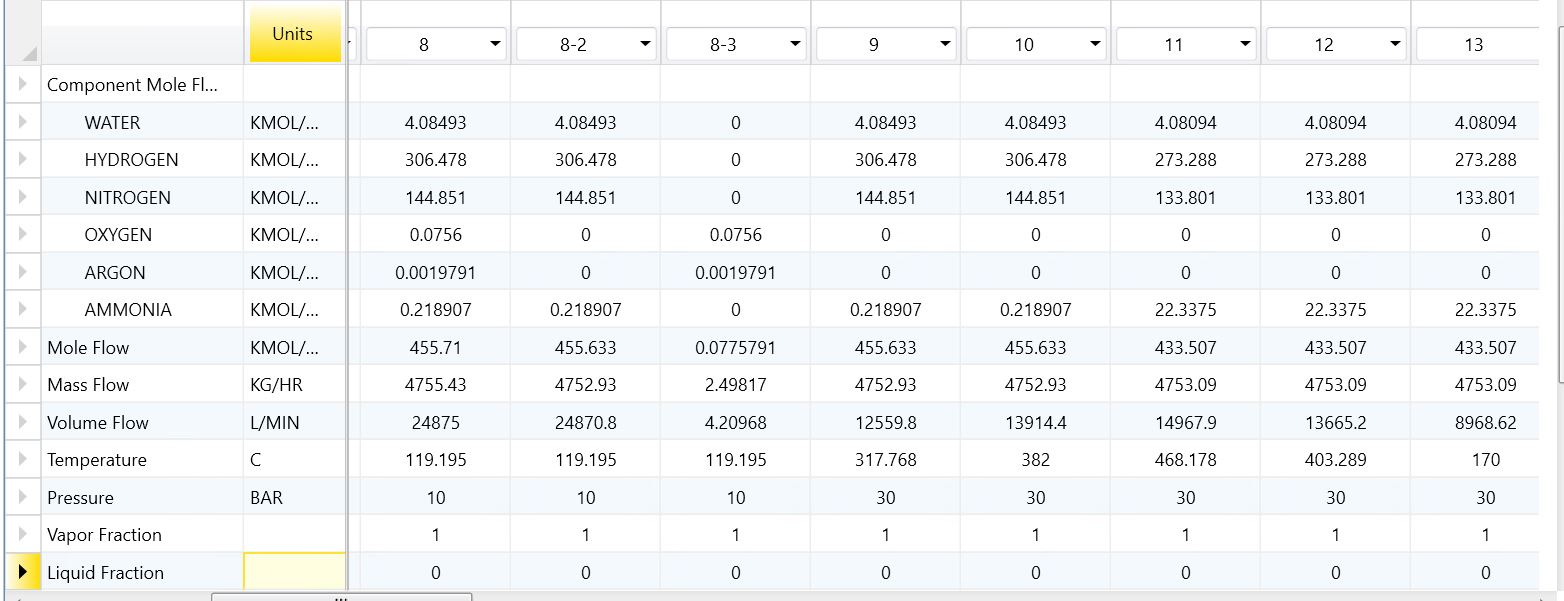 Units 8 8-2 8-3 9 10 11 12 13
Component Mole Fl...
WATER KMOL/... 4.08493 4.08493 0 4.08493 4.08493 4.08094 4.08094 4.08094
HYDROGEN KMOL/... 306.478 306.478 0 306.478 306.478 273.288 273.288 273.288
NITROGEN KMOL/... 144.851 144.851 0 144.851 144.851 133.801 133.801 133.801
OXYGEN KMOL/... 0.0756 0 0.0756 0 0 0 0 0
ARGON KMOL/... 0.0019791 0 0.0019791 0 0 0 0 0
AMMONIA KMOL/... 0.218907 0.218907 0 0.218907 0.218907 22.3375 22.3375 22.3375
Mole Flow KMOL/... 455.71 455.633 0.0775791 455.633 455.633 433.507 433.507 433.507
Mass Flow KG/HR 4755.43 4752.93 2.49817 4752.93 4752.93 4753.09 4753.09 4753.09
Volume Flow L/MIN 24875 24870.8 4.20968 12559.8 13914.4 14967.9 13665.2 8968.62
Temperature C 119.195 119.195 119.195 317.768 382 468.178 403.289 170
Pressure BAR 10 10 10 30 30 30 30 30
Vapor Fraction 1 1 1 1 1 1 1 1
Liquid Fraction 0 0 0 0 0 0 0 0